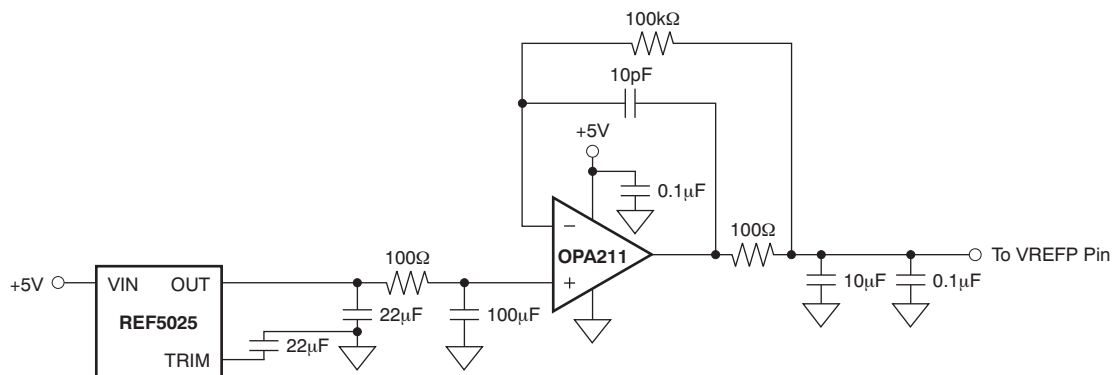 100kΩ
10pF
+5V
0.1µF
−
OPA211
+
100Ω
To VREFP Pin
10µF
0.1µF
100Ω
+5V
VIN
OUT
REF5025
TRIM
22µF
22µF
100µF